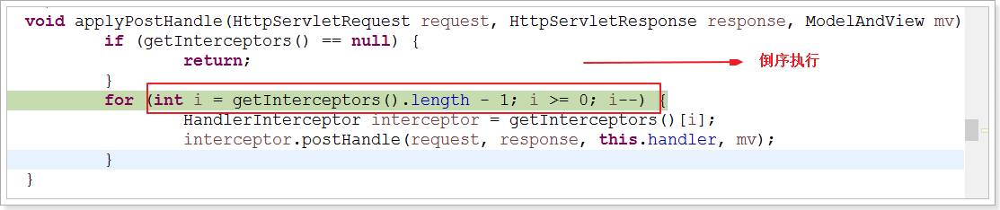 void applyPostHandle(HttpServletRequest request, HttpServletResponse response, ModelAndView mv)
if (getInterceptors() == null) {
return;
倒序执行
}
for (int i = getInterceptors().length - 1; i >= 0; i--) {
HandlerInterceptor interceptor = getInterceptors()[i];
interceptor.postHandle(request, response, this.handler, mv);
}
}